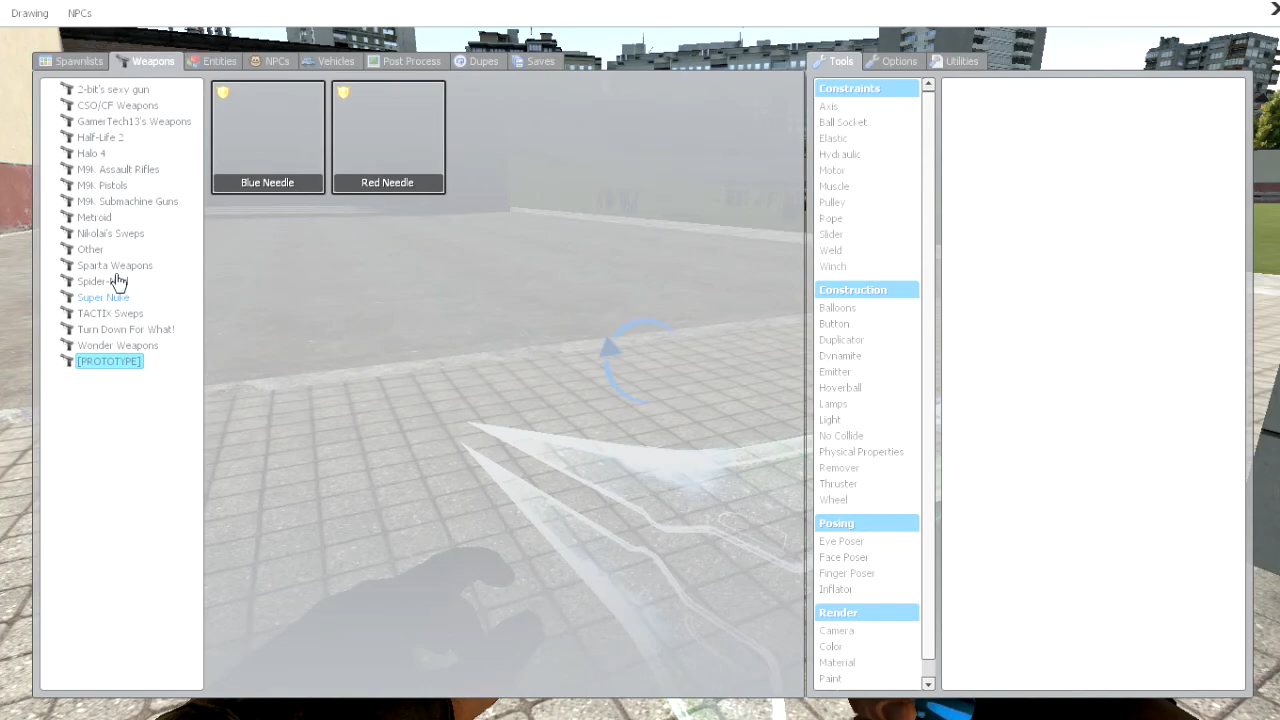 Drawing NPCs
Spawnlists Weapons Entities NPCs Vehicles Post Process Dupes Saves
2-bit's sexy gun
CSO/CF Weapons
GamerTech13's Weapons
Half-Life 2
Halo 4
M9K Assault Rifles
M9K Pistols
M9K Submachine Guns
Metroid
Nikolai's Sweps
Other
Sparta Weapons
Spider-
Super Nuke
TACTIX Sweps
Turn Down For What!
Wonder Weapons
[PROTOTYPE]
Blue Needle
Red Needle
Tools Options Utilities
Constraints
Axis
Ball Socket
Elastic
Hydraulic
Motor
Muscle
Pulley
Rope
Slider
Weld
Winch
Construction
Balloons
Button
Duplicator
Dynamite
Emitter
Hoverball
Lamps
Light
No Collide
Physical Properties
Remover
Thruster
Wheel
Posing
Eye Poser
Face Poser
Finger Poser
Inflator
Render
Camera
Color
Material
Paint